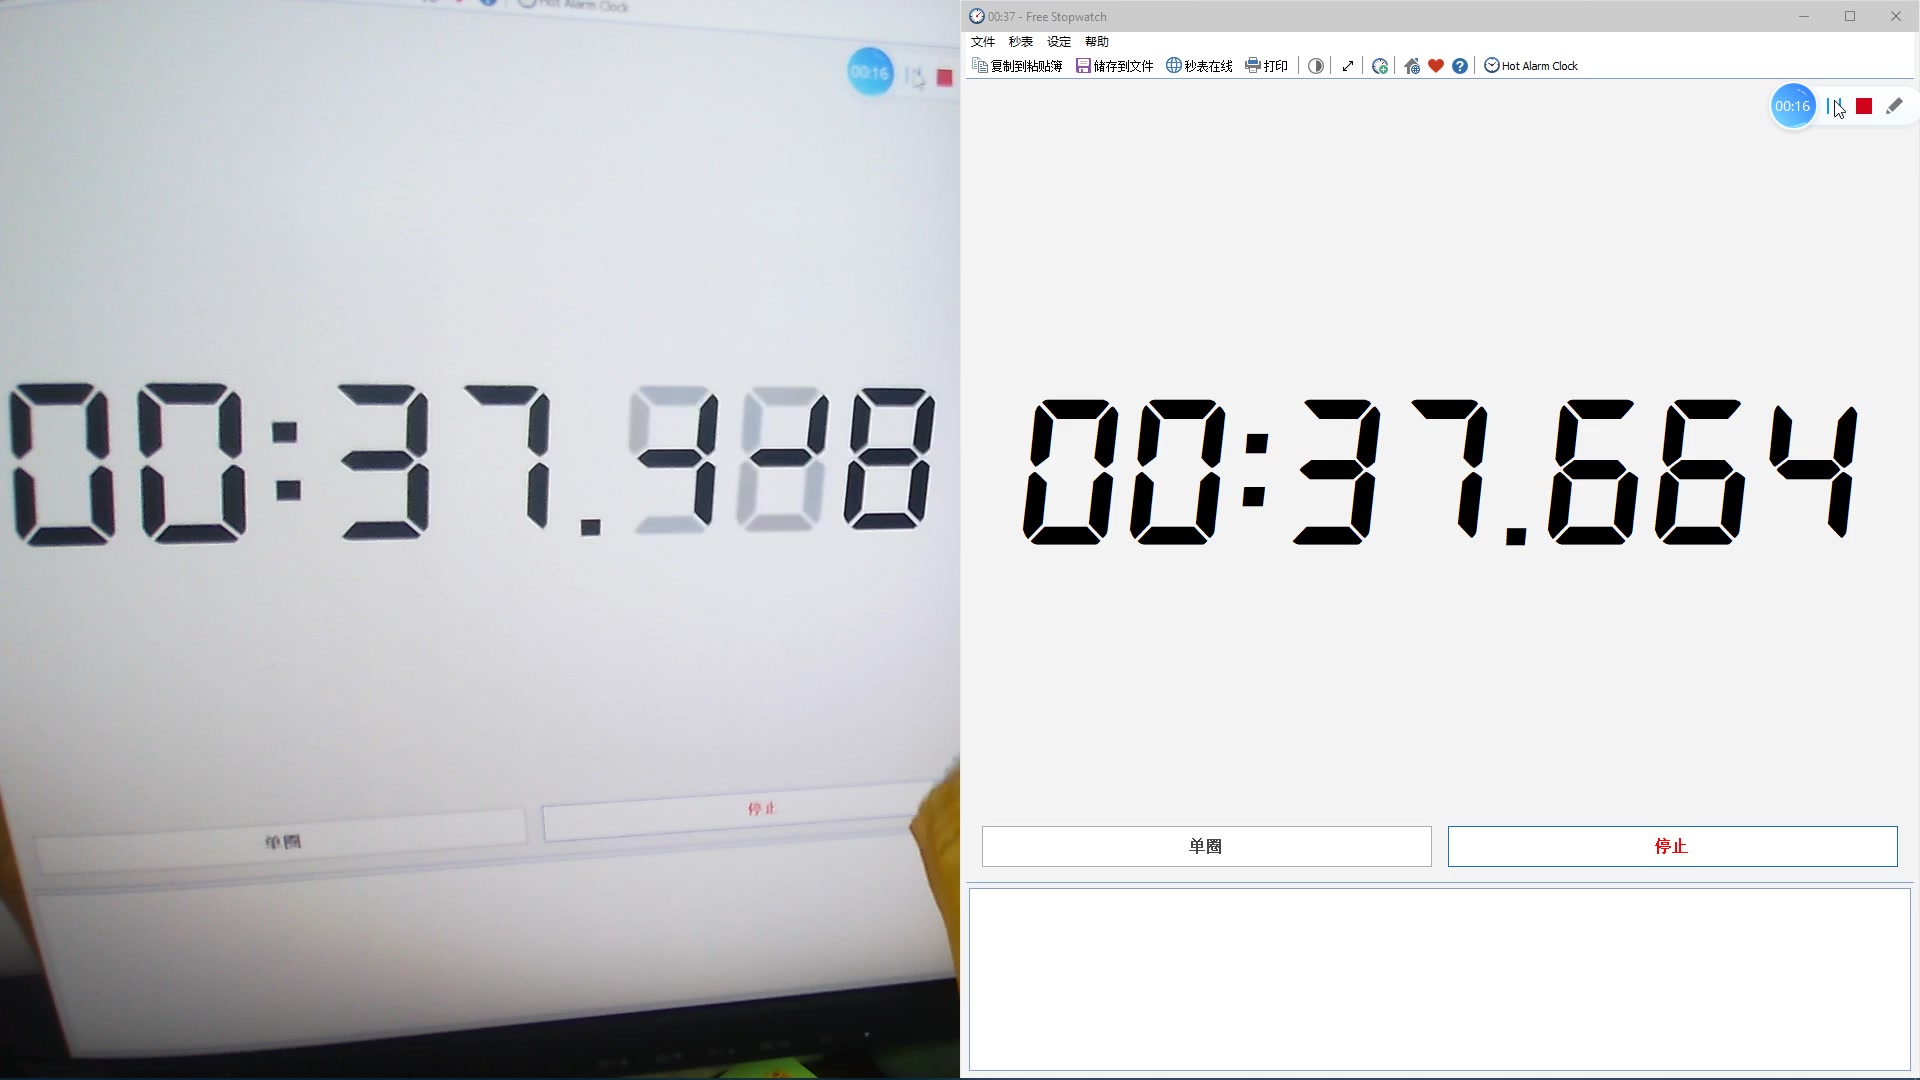 Hot Alarm Clock
00:16
00:37.
单圈
停止
00:37 - Free Stopwatch
文件 秒表 设定 帮助
复制到粘贴簿 储存到文件 秒表在线 打印 Hot Alarm Clock
00:16
00:37.664
单圈 停止